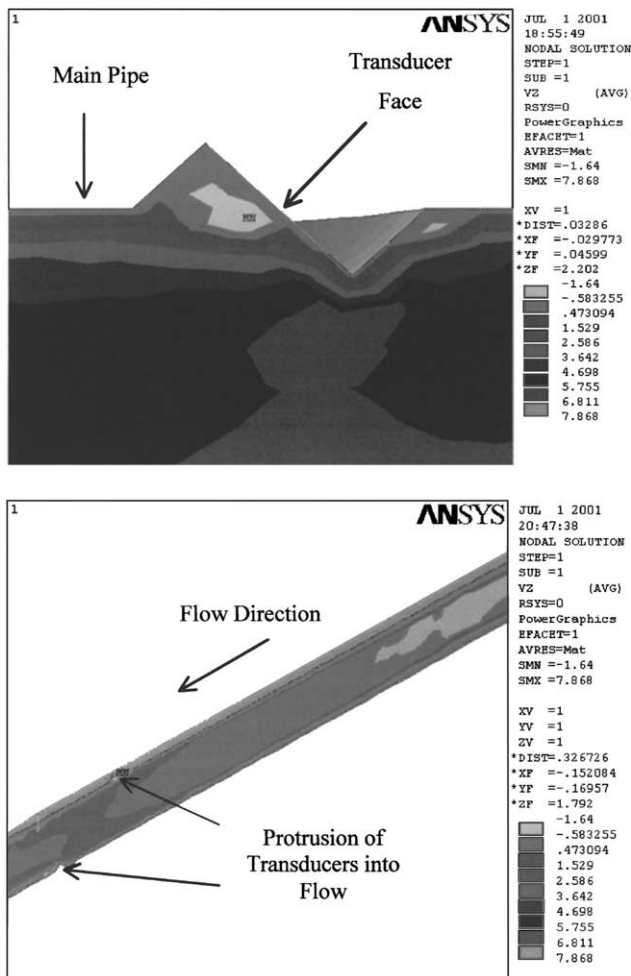 1
ANSYS
Main Pipe
Transducer
Face
MN
JUL 1 2001
18:55:49
NODAL SOLUTION
STEP=1
SUB =1
VZ (AVG)
RSYS=0
PowerGraphics
EFACET=1
AVRES=Mat
SMN =-1.64
SMX =7.868
XV =1
*DIST=.03286
*XF =-.029773
*YF =.04599
*ZF =2.202
-1.64
-.583255
.473094
1.529
2.586
3.642
4.698
5.755
6.811
7.868
1
ANSYS
Flow Direction
MN
Protrusion of
Transducers into
Flow
JUL 1 2001
20:47:38
NODAL SOLUTION
STEP=1
SUB =1
VZ (AVG)
RSYS=0
PowerGraphics
EFACET=1
AVRES=Mat
SMN =-1.64
SMX =7.868
XV =1
YV =1
ZV =1
*DIST=.326726
*XF =-.152084
*YF =-.16957
*ZF =1.792
-1.64
-.583255
.473094
1.529
2.586
3.642
4.698
5.755
6.811
7.868